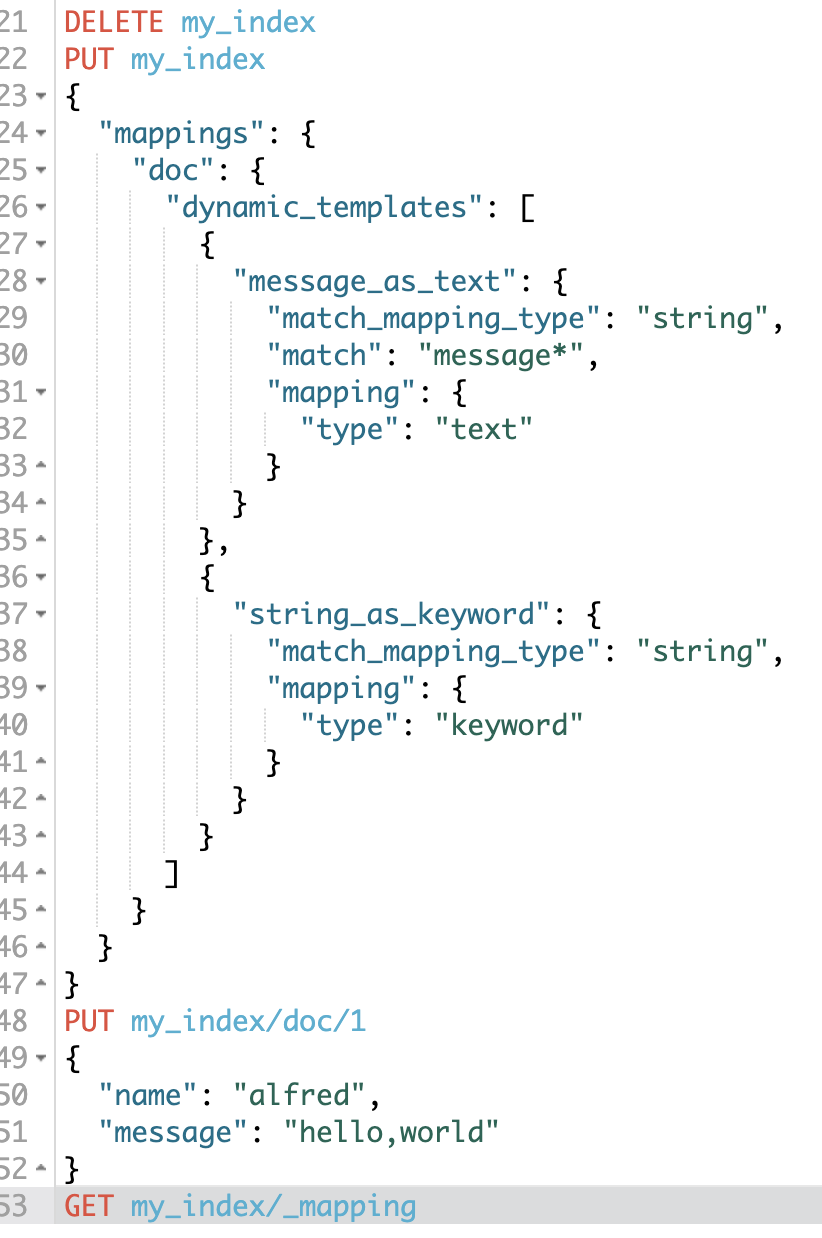 21 DELETE my_index
22 PUT my_index
23 {
24 "mappings": {
25 "doc": {
26 "dynamic_templates": [
27 {
28 "message_as_text": {
29 "match_mapping_type": "string",
30 "match": "message*",
31 "mapping": {
32 "type": "text"
33 }
34 }
35 },
36 {
37 "string_as_keyword": {
38 "match_mapping_type": "string",
39 "mapping": {
40 "type": "keyword"
41 }
42 }
43 }
44 ]
45 }
46 }
47 }
48 PUT my_index/doc/1
49 {
50 "name": "alfred",
51 "message": "hello,world"
52 }
53 GET my_index/_mapping